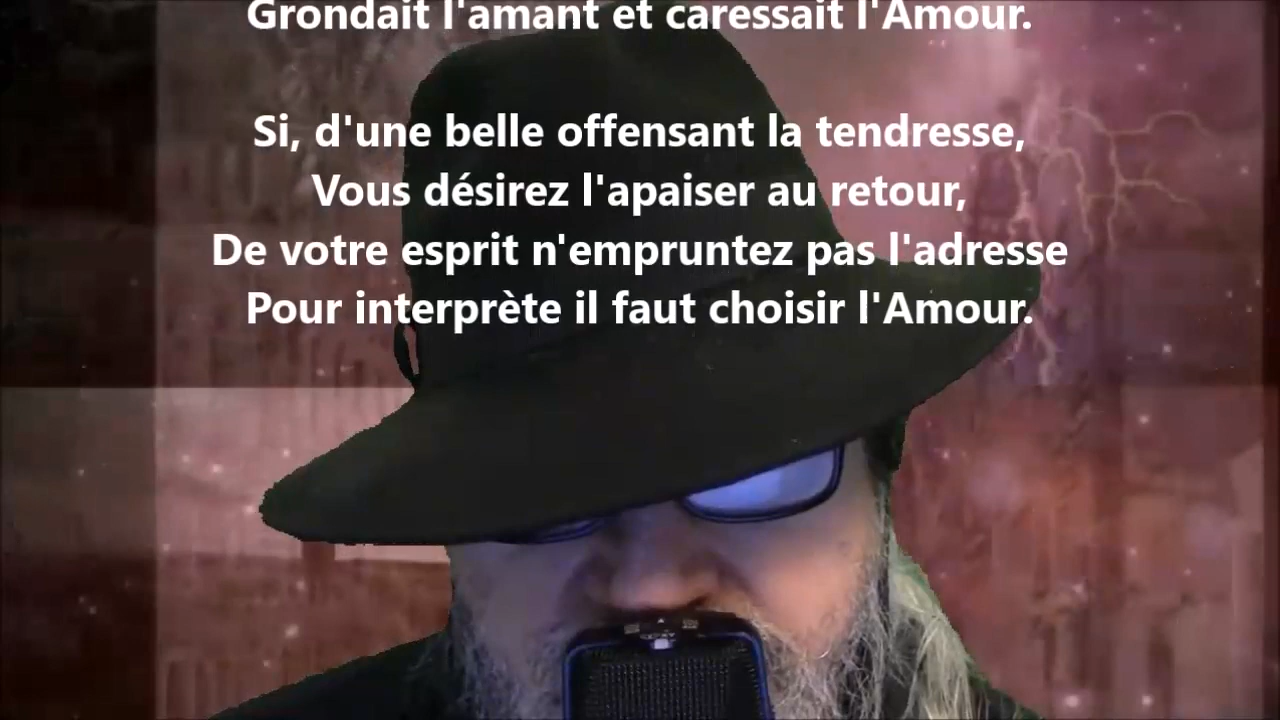 Grondait l'amant et caressait l'Amour.
Si, d'une belle offensant la tendresse,
Vous désirez l'apaiser au retour,
De votre esprit n'empruntez pas l'adresse
Pour interprète il faut choisir l'Amour.